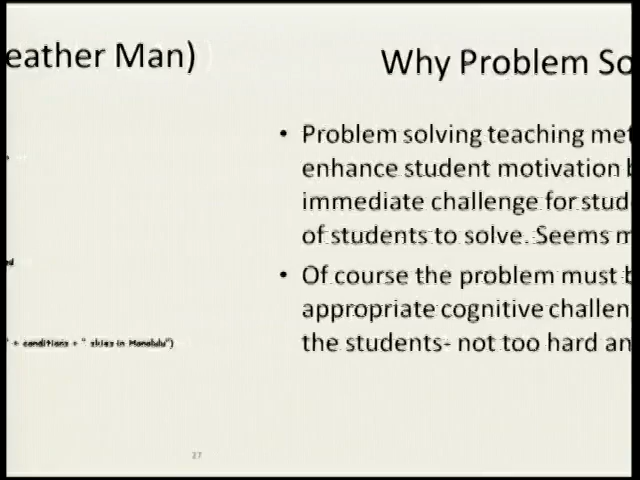 eather Man)
" + conditions + " skies in Honolulu")
27
Why Problem So
• Problem solving teaching met
enhance student motivation b
immediate challenge for stud
of students to solve. Seems m
• Of course the problem must b
appropriate cognitive challen
the students- not too hard an